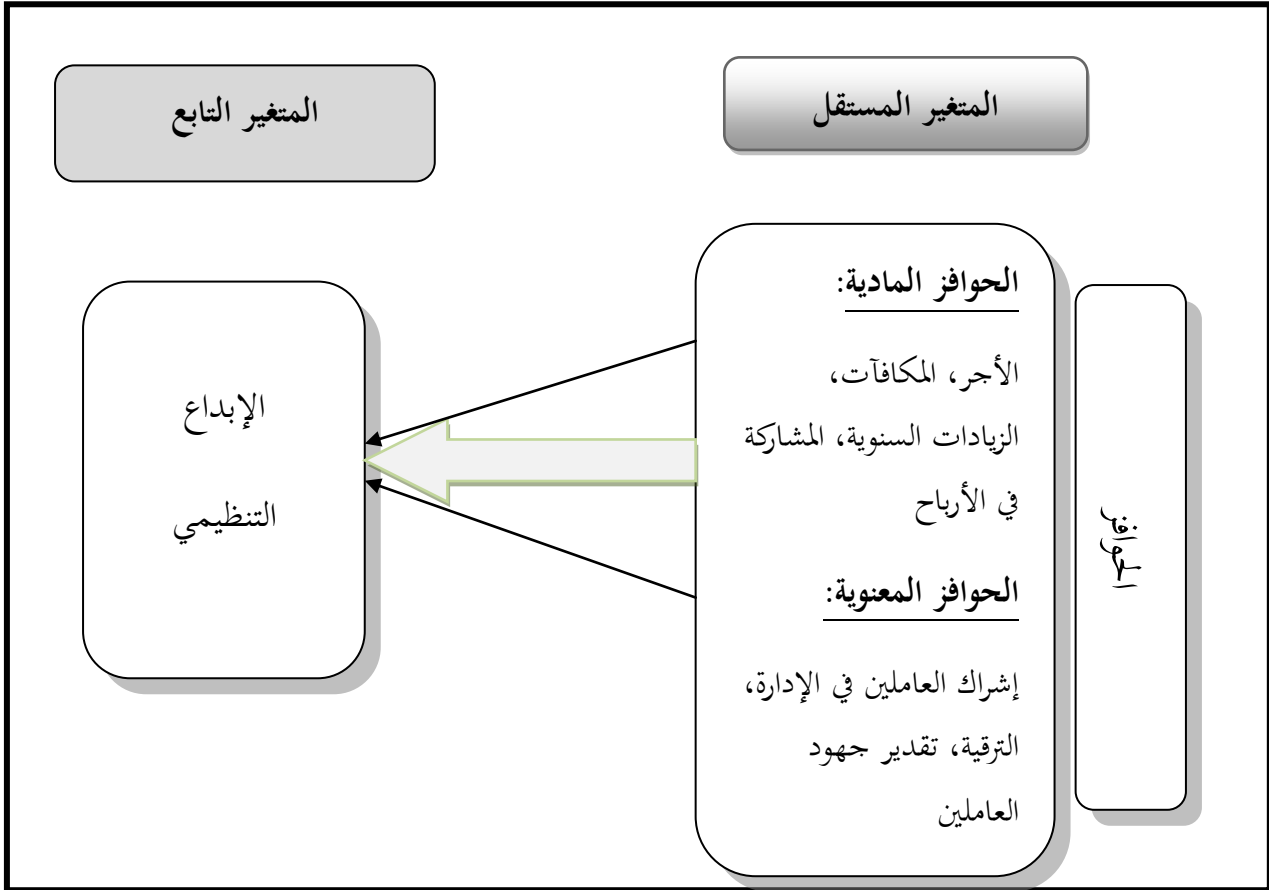 المتغير المستقل
المتغير التابع
الحوافز المادية:
الأجر، المكافآت،
الزيادات السنوية، المشاركة
في الأرباح
الحوافز المعنوية:
إشراك العاملين في الإدارة،
الترقية، تقدير جهود
العاملين
الحوافز
الإبداع
التنظيمي